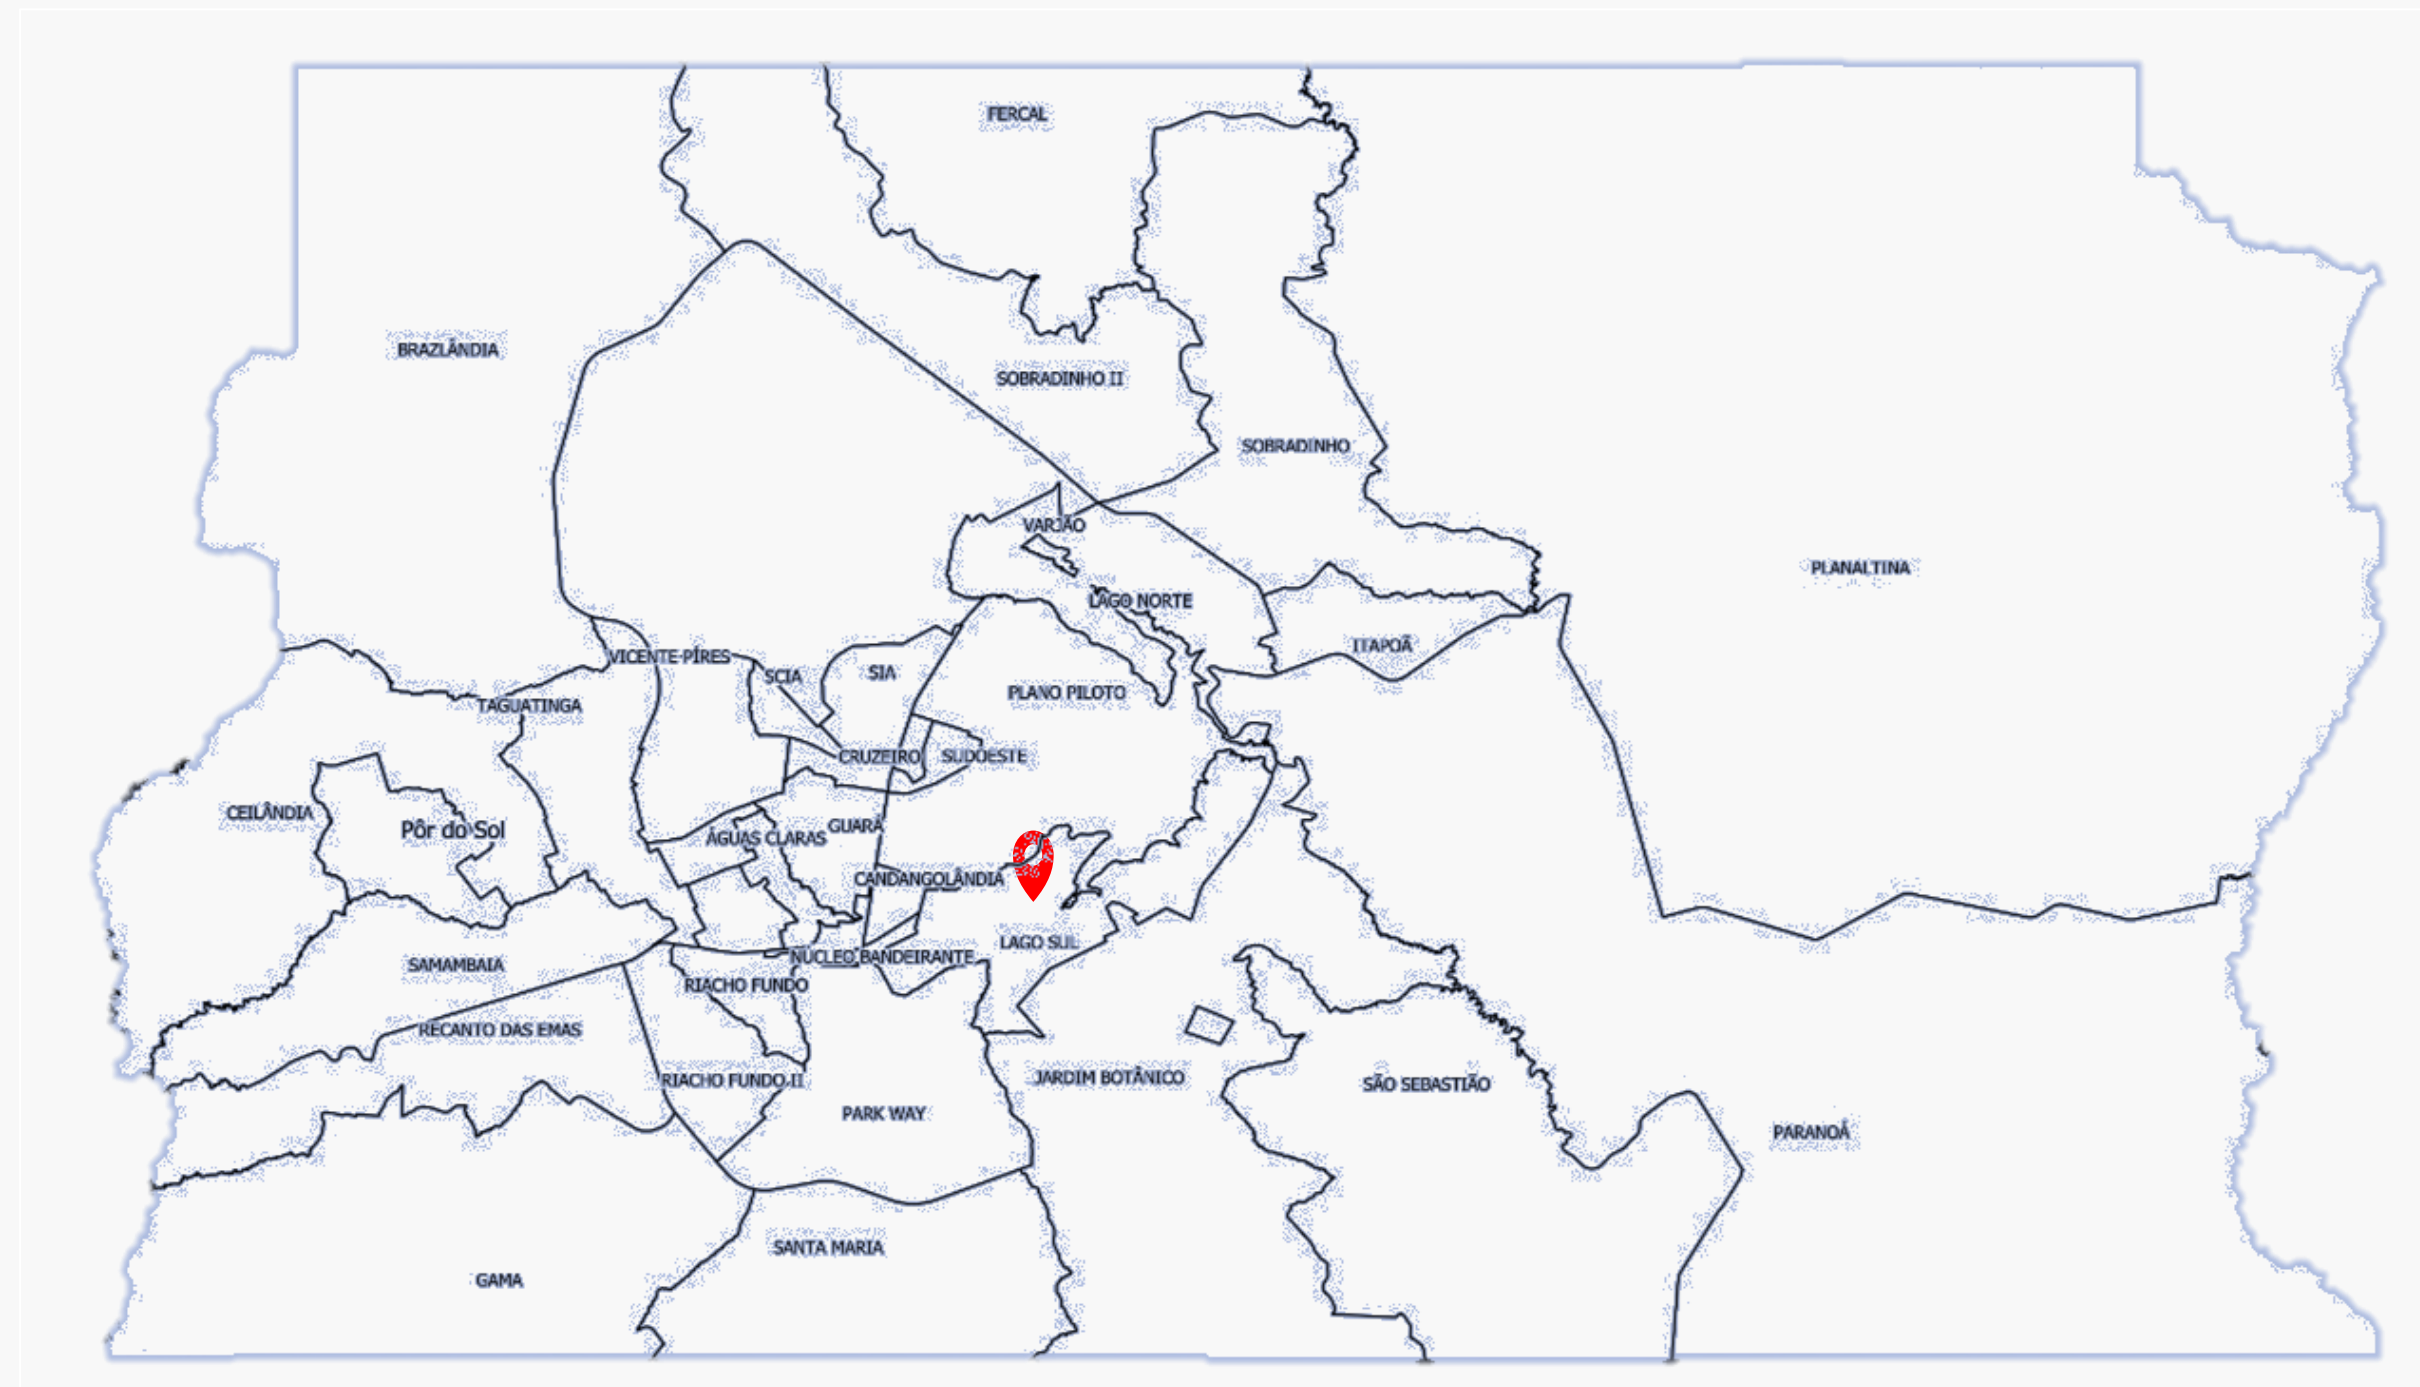 FERCAL
BRAZLÂNDIA
SOBRADINHO II
SOBRADINHO
VARJÃO
PLANALTINA
LAGO NORTE
ITAPOÃ
VICENTE PÍRES
SCIA
SIA
PLANO PILOTO
TAGUATINGA
CRUZEIRO
SUDOESTE
CEILÂNDIA
Pôr do Sol
GUARÁ
ÁGUAS CLARAS
CANDANGOLÂNDIA
LAGO SUL
NÚCLEO BANDEIRANTE
SAMAMBAIA
RIACHO FUNDO
RECANTO DAS EMAS
RIACHO FUNDO II
JARDIM BOTÂNICO
SÃO SEBASTIÃO
PARK WAY
PARANOÁ
SANTA MARIA
GAMA